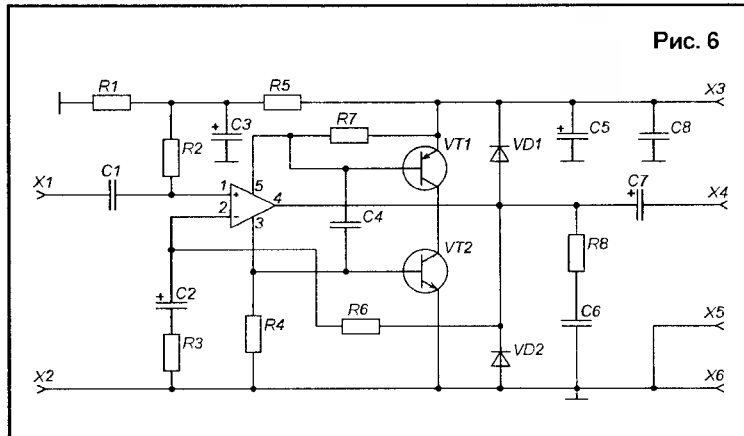 Рис. 6
R1
R5
X3
C3
R7
VT1
C5
C8
VD1
R2
C1
X1
1
5
4
2
3
C4
C7
X4
VT2
R8
C2
R6
C6
X5
R3
R4
VD2
X2
X6